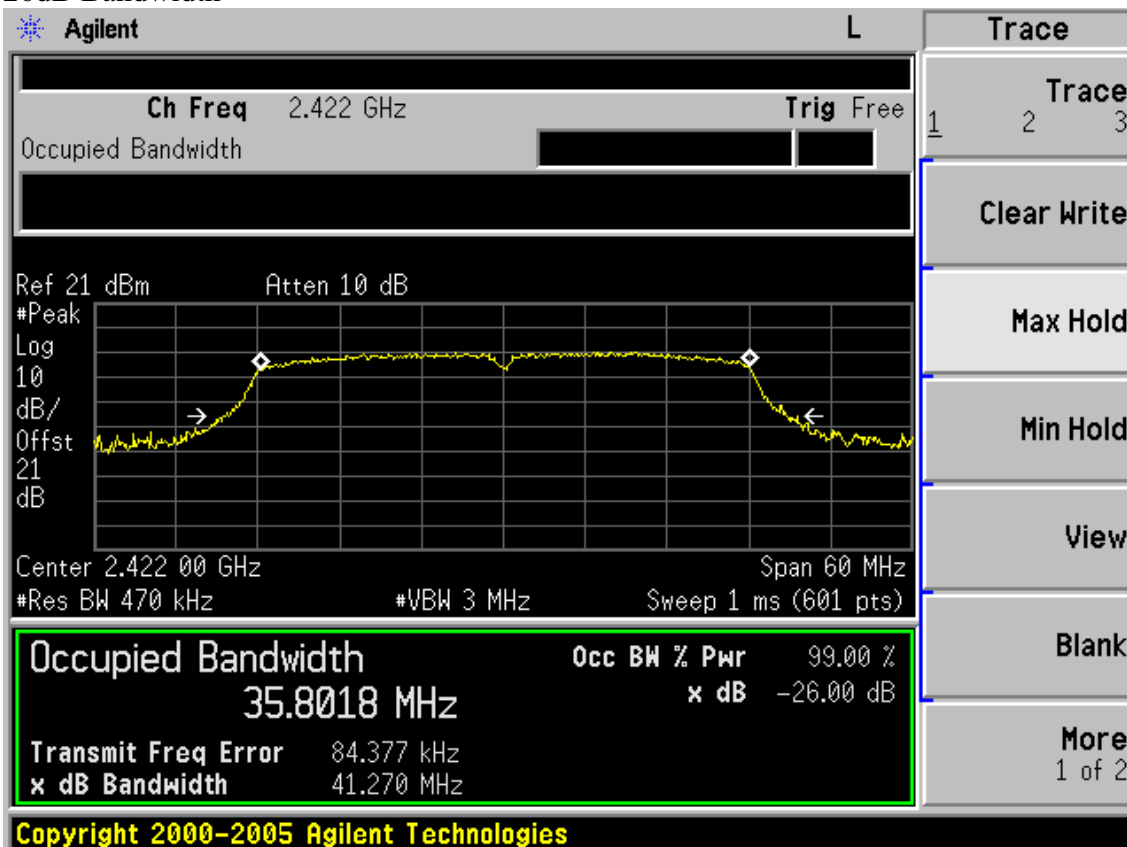 Agilent L Trace
Ch Freq 2.422 GHz Trig Free
Occupied Bandwidth
Trace
1 2 3
Clear Write
Ref 21 dBm Atten 10 dB
#Peak
Log
10
dB/
Offst
21
dB
Max Hold
Min Hold
View
Center 2.422 00 GHz Span 60 MHz
#Res BW 470 kHz #VBW 3 MHz Sweep 1 ms (601 pts)
Occupied Bandwidth Occ BW % Pwr 99.00 %
35.8018 MHz x dB -26.00 dB
Transmit Freq Error 84.377 kHz
x dB Bandwidth 41.270 MHz
Blank
More
1 of 2
Copyright 2000-2005 Agilent Technologies